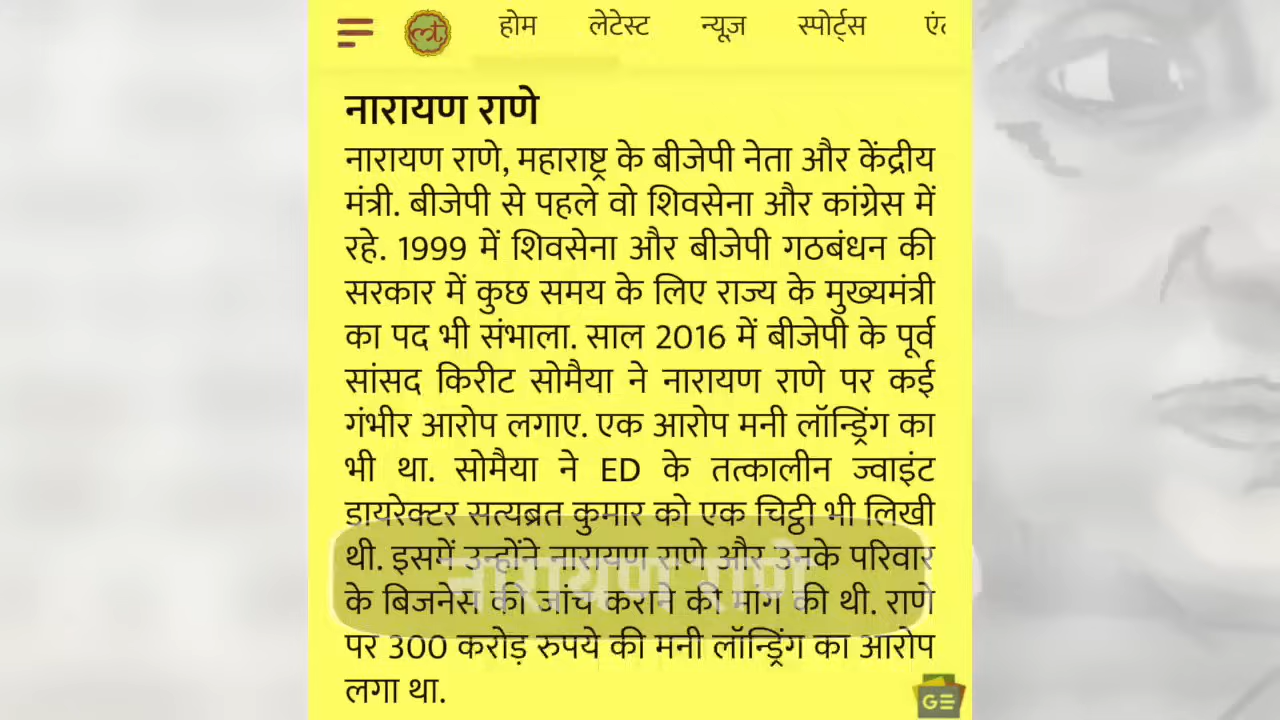 होम लेटेस्ट न्यूज़ स्पोर्ट्स
नारायण राणे
नारायण राणे, महाराष्ट्र के बीजेपी नेता और केंद्रीय
मंत्री. बीजेपी से पहले वो शिवसेना और कांग्रेस में
रहे. 1999 में शिवसेना और बीजेपी गठबंधन की
सरकार में कुछ समय के लिए राज्य के मुख्यमंत्री
का पद भी संभाला. साल 2016 में बीजेपी के पूर्व
सांसद किरीट सोमैया ने नारायण राणे पर कई
गंभीर आरोप लगाए. एक आरोप मनी लॉन्ड्रिंग का
भी था. सोमैया ने ED के तत्कालीन ज्वाइंट
डायरेक्टर सत्यब्रत कुमार को एक चिट्ठी भी लिखी
थी. इसमें उन्होंने नारायण राणे और उनके परिवार
के बिजनेस की जांच कराने की मांग की थी. राणे
पर 300 करोड़ रुपये की मनी लॉन्ड्रिंग का आरोप
लगा था.
नारायण राणे